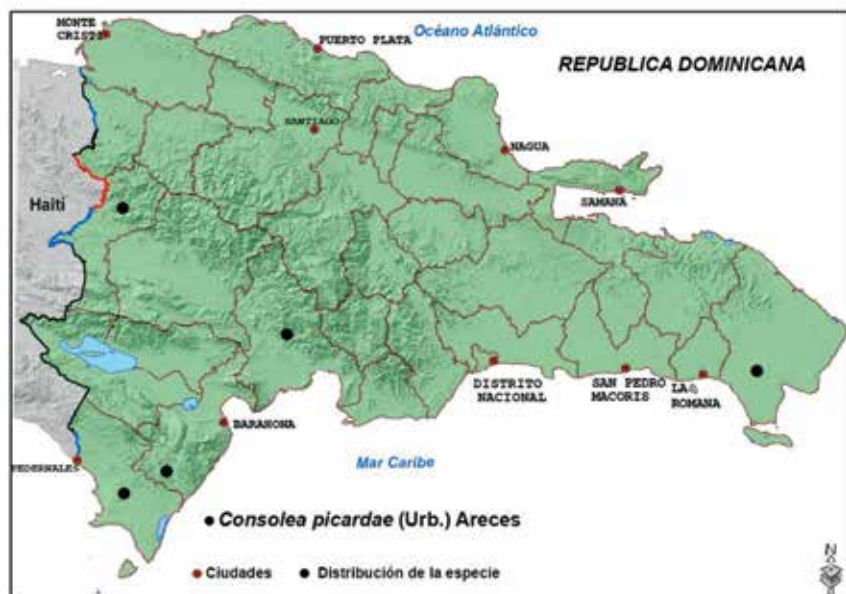 MONTE
CRISTI
PUERTO PLATA
Océano Atlántico
REPUBLICA DOMINICANA
SANTIAGO
NAGUA
SAMANA
Haití
DISTRITO
NACIONAL
SAN PEDRO
MACORIS
LA
ROMANA
BARAHONA
PEDERNALES
Mar Caribe
Consolea picardae (Urb.) Areces
Ciudades
Distribución de la especie
N